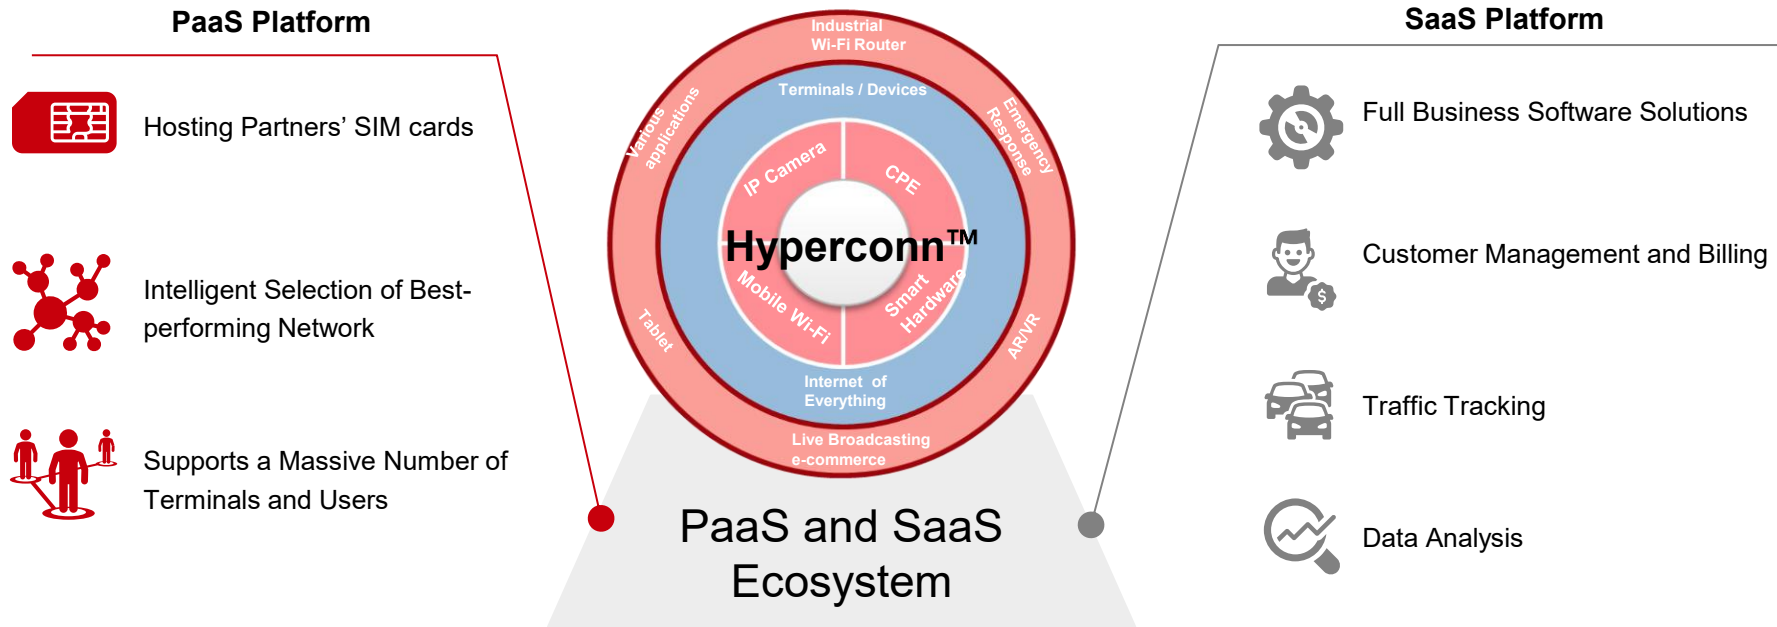 PaaS Platform
Hosting Partners’ SIM cards
Intelligent Selection of Best-
performing Network
Supports a Massive Number of
Terminals and Users
Industrial
Wi-Fi Router
Various
applications
Emergency
Response
Terminals / Devices
IP Camera
CPE
Hyperconn™
Mobile Wi-Fi
Smart
Hardware
Tablet
AR/VR
Internet of
Everything
Live Broadcasting
e-commerce
PaaS and SaaS
Ecosystem
SaaS Platform
Full Business Software Solutions
Customer Management and Billing
$
Traffic Tracking
Data Analysis